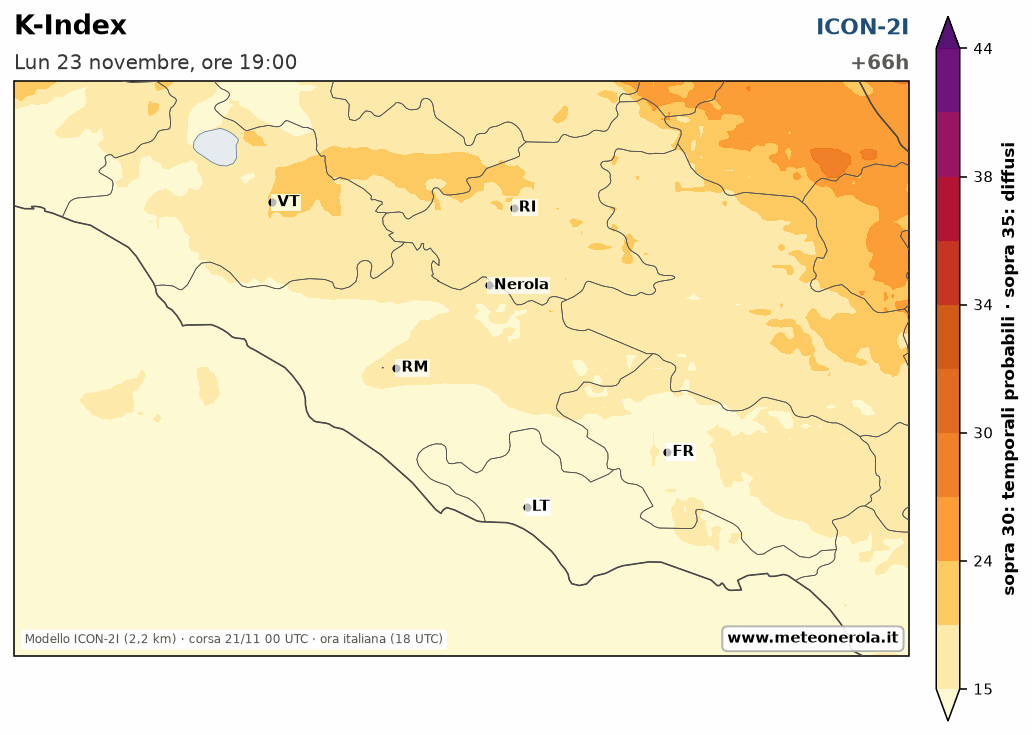 K-Index
ICON-2I
Lun 23 novembre, ore 19:00
+66h
VT
RI
Nerola
RM
FR
LT
Modello ICON-2I (2,2 km) · corsa 21/11 00 UTC · ora italiana (18 UTC)
www.meteonerola.it
44
38
34
30
24
15
sopra 30: temporali probabili · sopra 35: diffusi